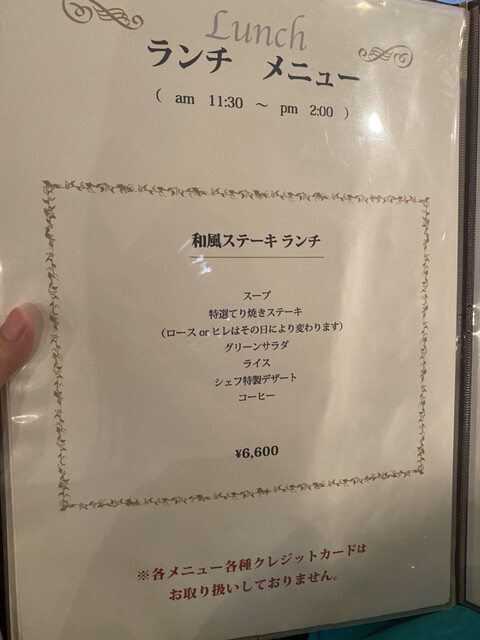 Lunch
ランチ メニュー
( am 11:30 ～ pm 2:00 )
和風ステーキ ランチ
スープ
特選てり焼きステーキ
(ロース or ヒレはその日により変わります)
グリーンサラダ
ライス
シェフ特製デザート
コーヒー
¥6,600
※各メニュー各種クレジットカードは
お取り扱いしておりません。